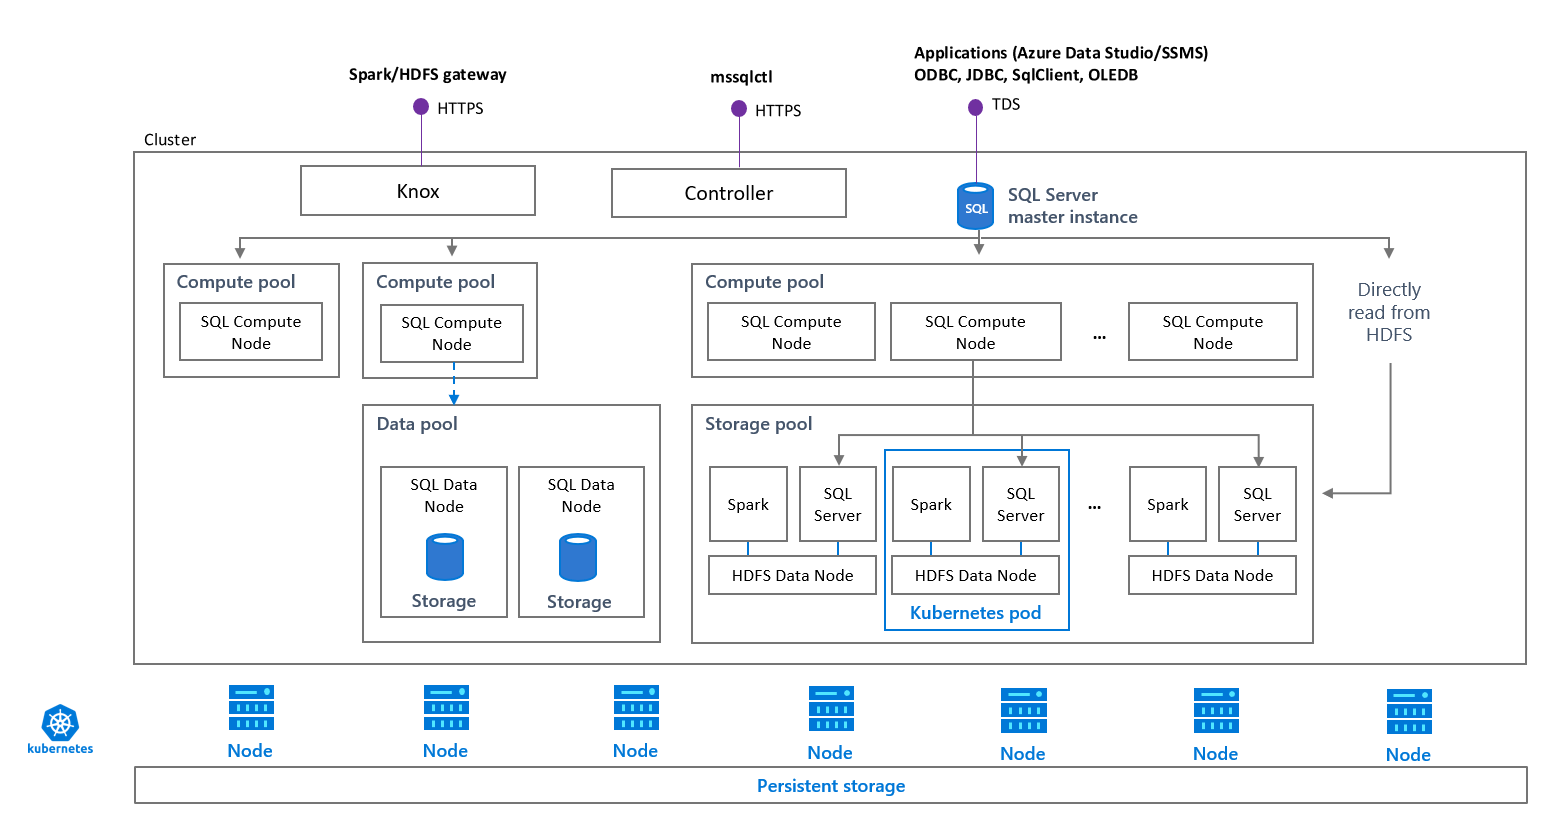 Applications (Azure Data Studio/SSMS)
ODBC, JDBC, SqlClient, OLEDB
Spark/HDFS gateway
mssqlctl
HTTPS
HTTPS
TDS
Cluster
Knox
Controller
SQL
SQL Server
master instance
Compute pool
SQL Compute
Node
Compute pool
SQL Compute
Node
Compute pool
SQL Compute
Node
SQL Compute
Node
...
SQL Compute
Node
Directly
read from
HDFS
Data pool
SQL Data
Node
Storage
SQL Data
Node
Storage
Storage pool
Spark
SQL
Server
HDFS Data Node
Spark
SQL
Server
HDFS Data Node
Kubernetes pod
...
Spark
SQL
Server
HDFS Data Node
kubernetes
Node
Node
Node
Node
Node
Node
Node
Persistent storage